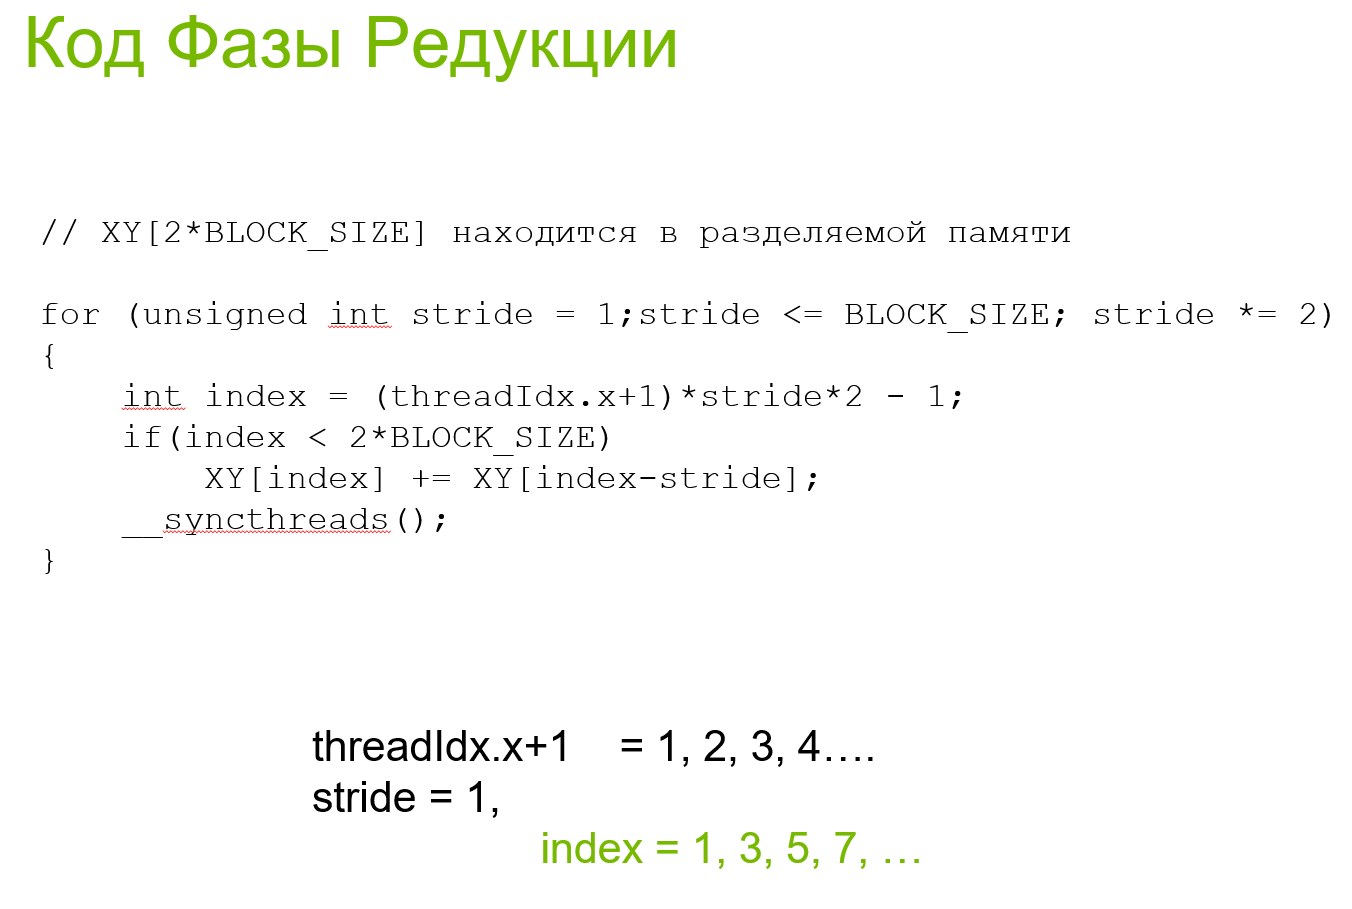 Код Фазы Редукции
// XY[2*BLOCK_SIZE] находится в разделяемой памяти
for (unsigned int stride = 1;stride <= BLOCK_SIZE; stride *= 2)
{
    int index = (threadIdx.x+1)*stride*2 - 1;
    if(index < 2*BLOCK_SIZE)
        XY[index] += XY[index-stride];
    __syncthreads();
}
threadIdx.x+1 = 1, 2, 3, 4….
stride = 1,
index = 1, 3, 5, 7, …